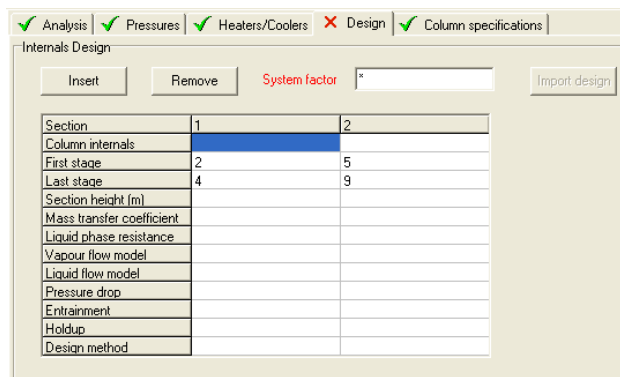 Analysis Pressures Heaters/Coolers Design Column specifications
Internals Design
Insert Remove System factor * Import design
Section 1 2
Column internals
First stage 2 5
Last stage 4 9
Section height (m)
Mass transfer coefficient
Liquid phase resistance
Vapour flow model
Liquid flow model
Pressure drop
Entrainment
Holdup
Design method